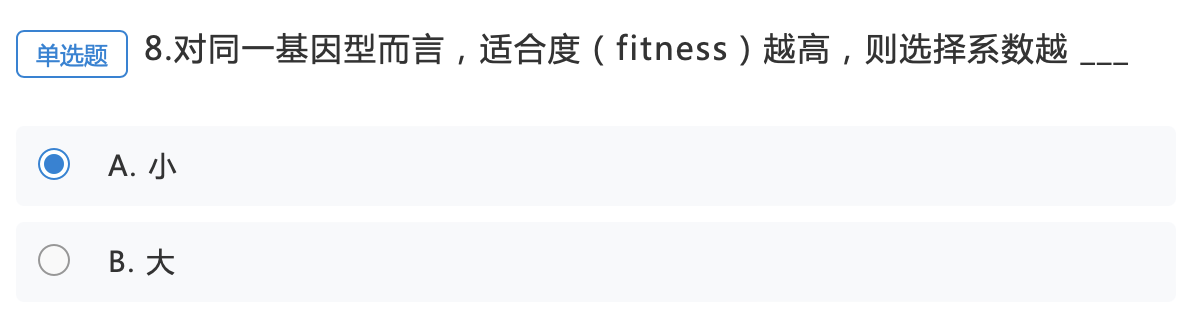 单选题 8.对同一基因型而言，适合度（fitness）越高，则选择系数越 ___
A. 小
B. 大